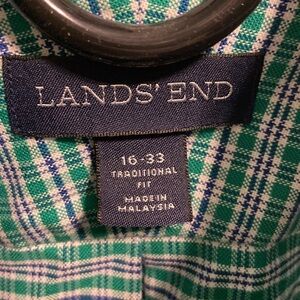 LANDS' END
16-33
TRADITIONAL
FIT
MADE IN
MALAYSIA